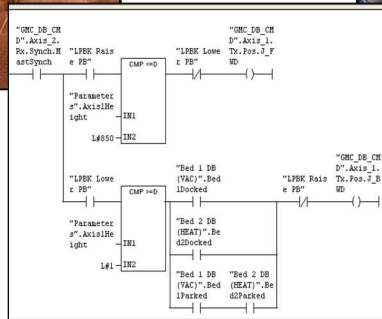 "GMC_DB_CM
D".Axis_2.
Rx.Synch.M
astSynch
"LPBK Rais
e PB"
CMP <=D
"LPBK Lowe
r PB"
"GMC_DB_CM
D".Axis_1.
Tx.Pos.J_F
WD
"Parameter
s".Axis1He
ight
IN1
L#850
IN2
"LPBK Lowe
r PB"
CMP >=D
"Bed 1 DB
(VAC)".Bed
1Docked
"LPBK Rais
e PB"
"GMC_DB_CM
D".Axis_1.
Tx.Pos.J_B
WD
"Parameter
s".Axis1He
ight
IN1
L#1
IN2
"Bed 2 DB
(HEAT)".Be
d2Docked
"Bed 1 DB
(VAC)".Bed
1Parked
"Bed 2 DB
(HEAT)".Be
d2Parked